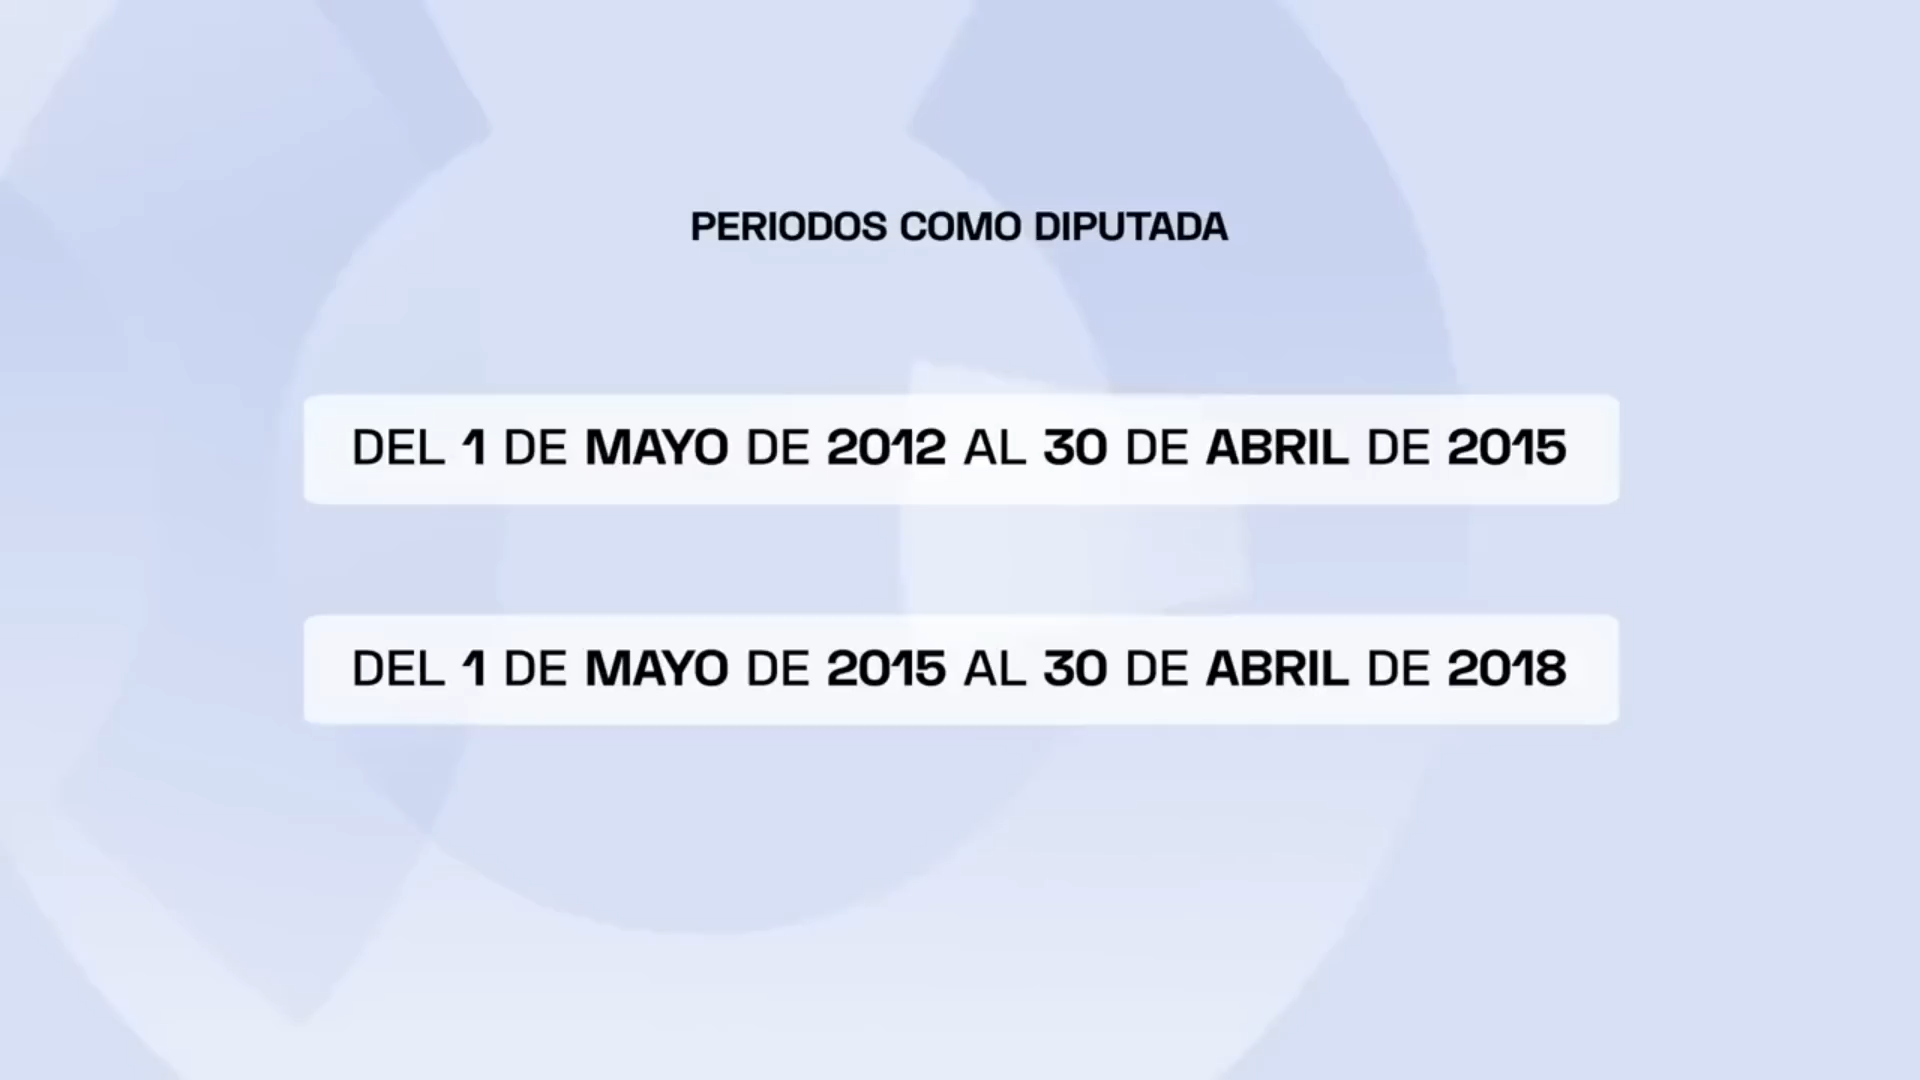 PERIODOS COMO DIPUTADA
DEL 1 DE MAYO DE 2012 AL 30 DE ABRIL DE 2015
DEL 1 DE MAYO DE 2015 AL 30 DE ABRIL DE 2018